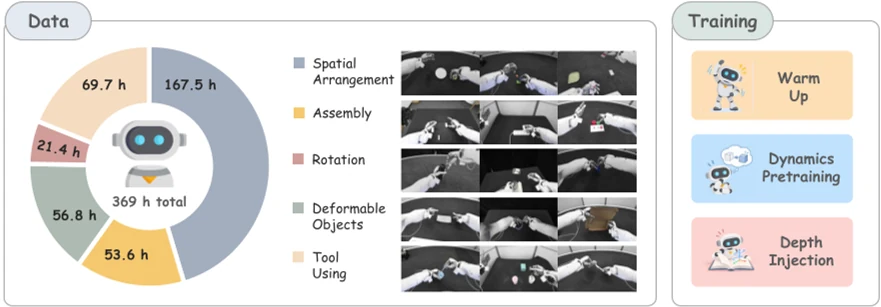 Data
69.7 h
167.5 h
21.4 h
56.8 h
53.6 h
369 h total
Spatial
Arrangement
Assembly
Rotation
Deformable
Objects
Tool
Using
Training
Warm
Up
Dynamics
Pretraining
Depth
Injection